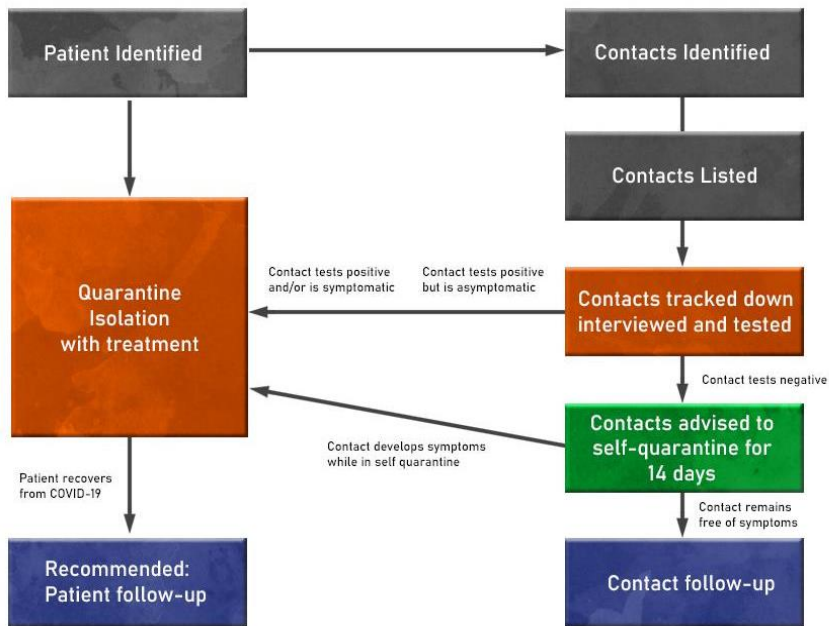 Patient Identified
Contacts Identified
Contacts Listed
Quarantine
Isolation
with treatment
Contact tests positive
and/or is symptomatic
Contact tests positive
but is asymptomatic
Contacts tracked down
interviewed and tested
Contact tests negative
Contacts advised to
self-quarantine for
14 days
Contact develops symptoms
while in self quarantine
Patient recovers
from COVID-19
Contact remains
free of symptoms
Recommended:
Patient follow-up
Contact follow-up